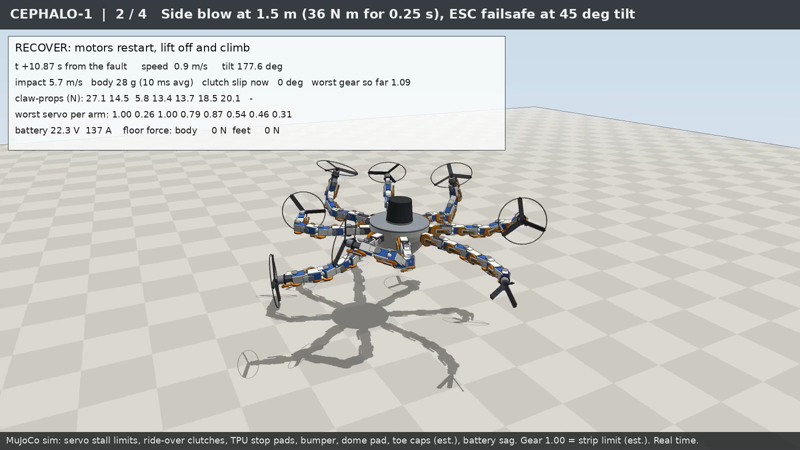 CEPHALO-1 | 2 / 4 Side blow at 1.5 m (36 N m for 0.25 s), ESC failsafe at 45 deg tilt
RECOVER: motors restart, lift off and climb
t +10.87 s from the fault speed 0.9 m/s tilt 177.6 deg
impact 5.7 m/s body 28 g (10 ms avg) clutch slip now 0 deg worst gear so far 1.09
claw-props (N): 27.1 14.5 5.8 13.4 13.7 18.5 20.1 -
worst servo per arm: 1.00 0.26 1.00 0.79 0.87 0.54 0.46 0.31
battery 22.3 V 137 A floor force: body 0 N feet 0 N
MuJoCo sim: servo stall limits, ride-over clutches, TPU stop pads, bumper, dome pad, toe caps (est.), battery sag. Gear 1.00 = strip limit (est.). Real time.